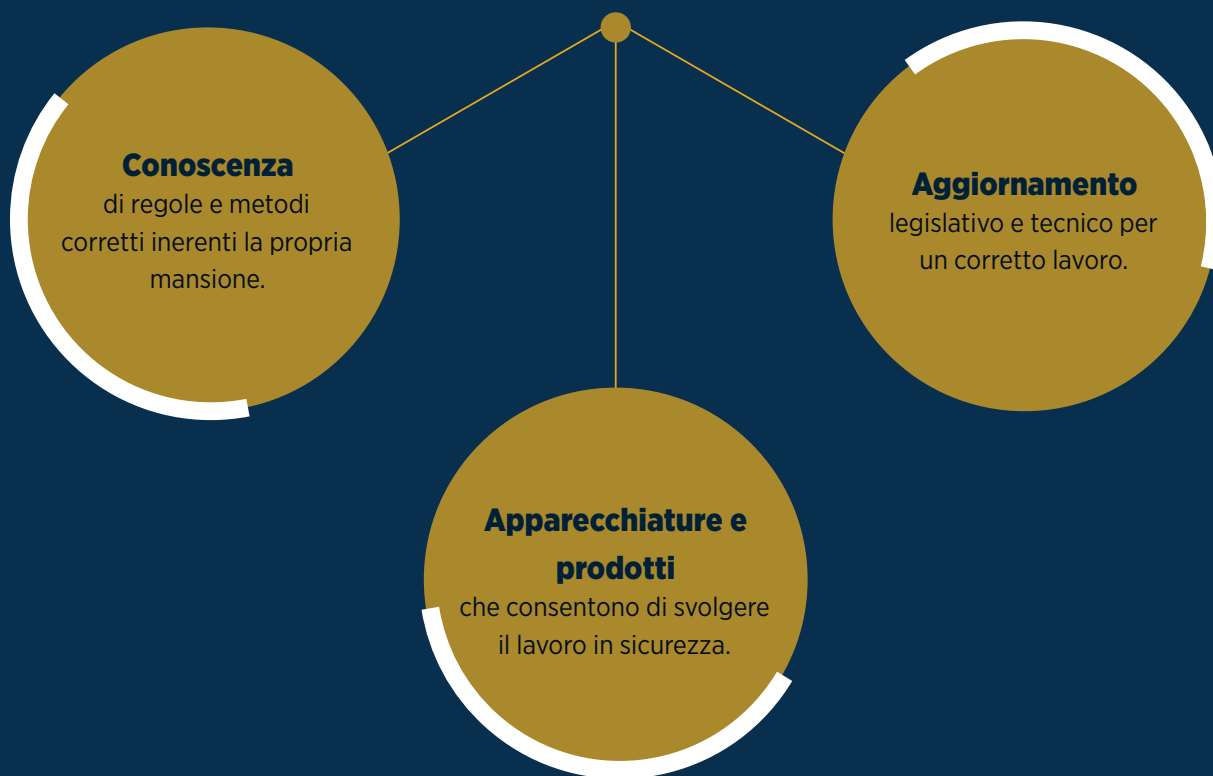 Conoscenza
di regole e metodi
corretti inerenti la propria
mansione.
Aggiornamento
legislativo e tecnico per
un corretto lavoro.
Apparecchiature e
prodotti
che consentono di svolgere
il lavoro in sicurezza.